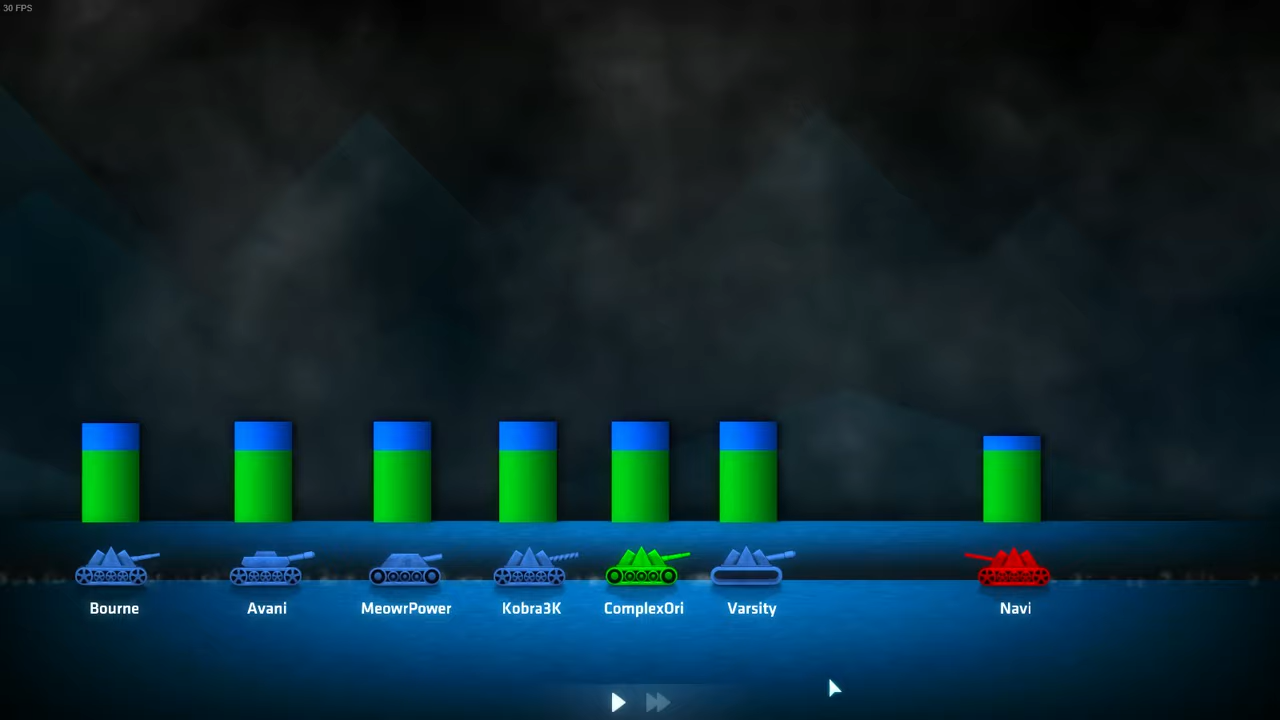 30 FPS
Bourne
Avani
MeowrPower
Kobra3K
ComplexOri
Varsity
Navi